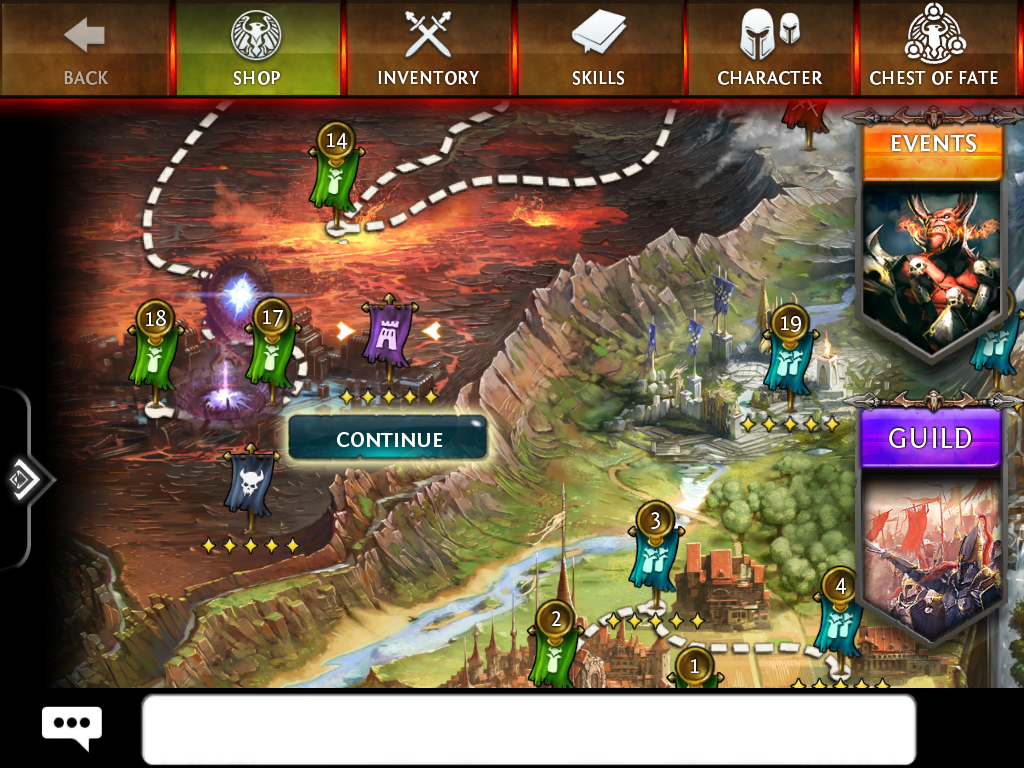 BACK
SHOP
INVENTORY
SKILLS
CHARACTER
CHEST OF FATE
14
EVENTS
18
17
19
CONTINUE
GUILD
3
2
4
1